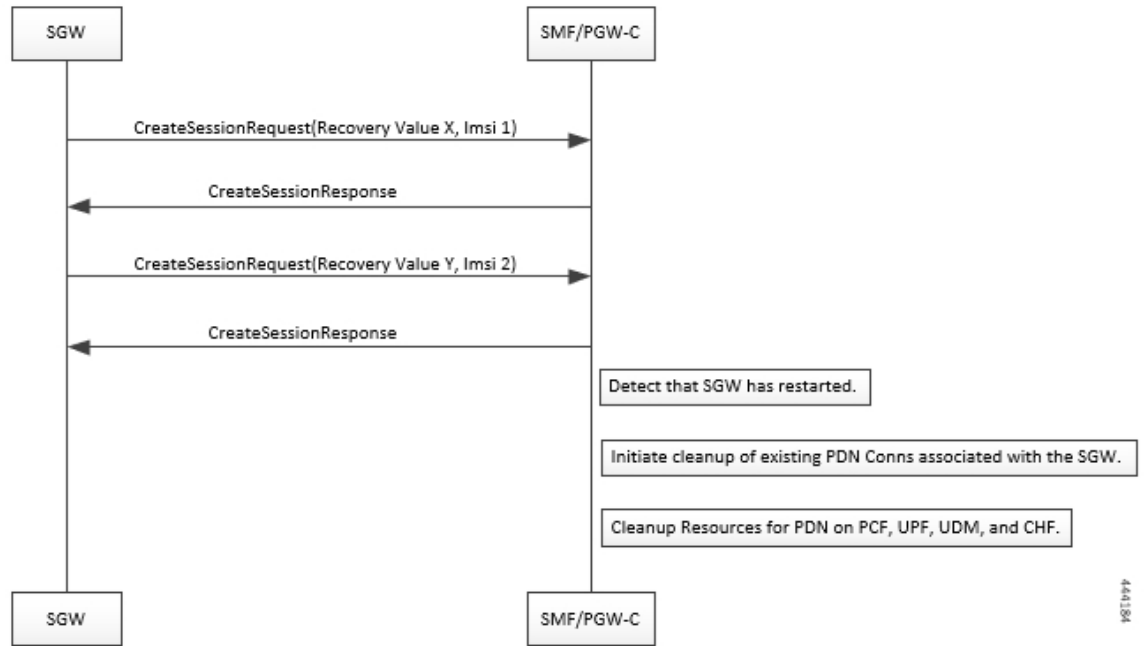 SGW
SMF/PGW-C
CreateSessionRequest(Recovery Value X, Imsi 1)
CreateSessionResponse
CreateSessionRequest(Recovery Value Y, Imsi 2)
CreateSessionResponse
Detect that SGW has restarted.
Initiate cleanup of existing PDN Conns associated with the SGW.
Cleanup Resources for PDN on PCF, UPF, UDM, and CHF.
SGW
SMF/PGW-C
444184